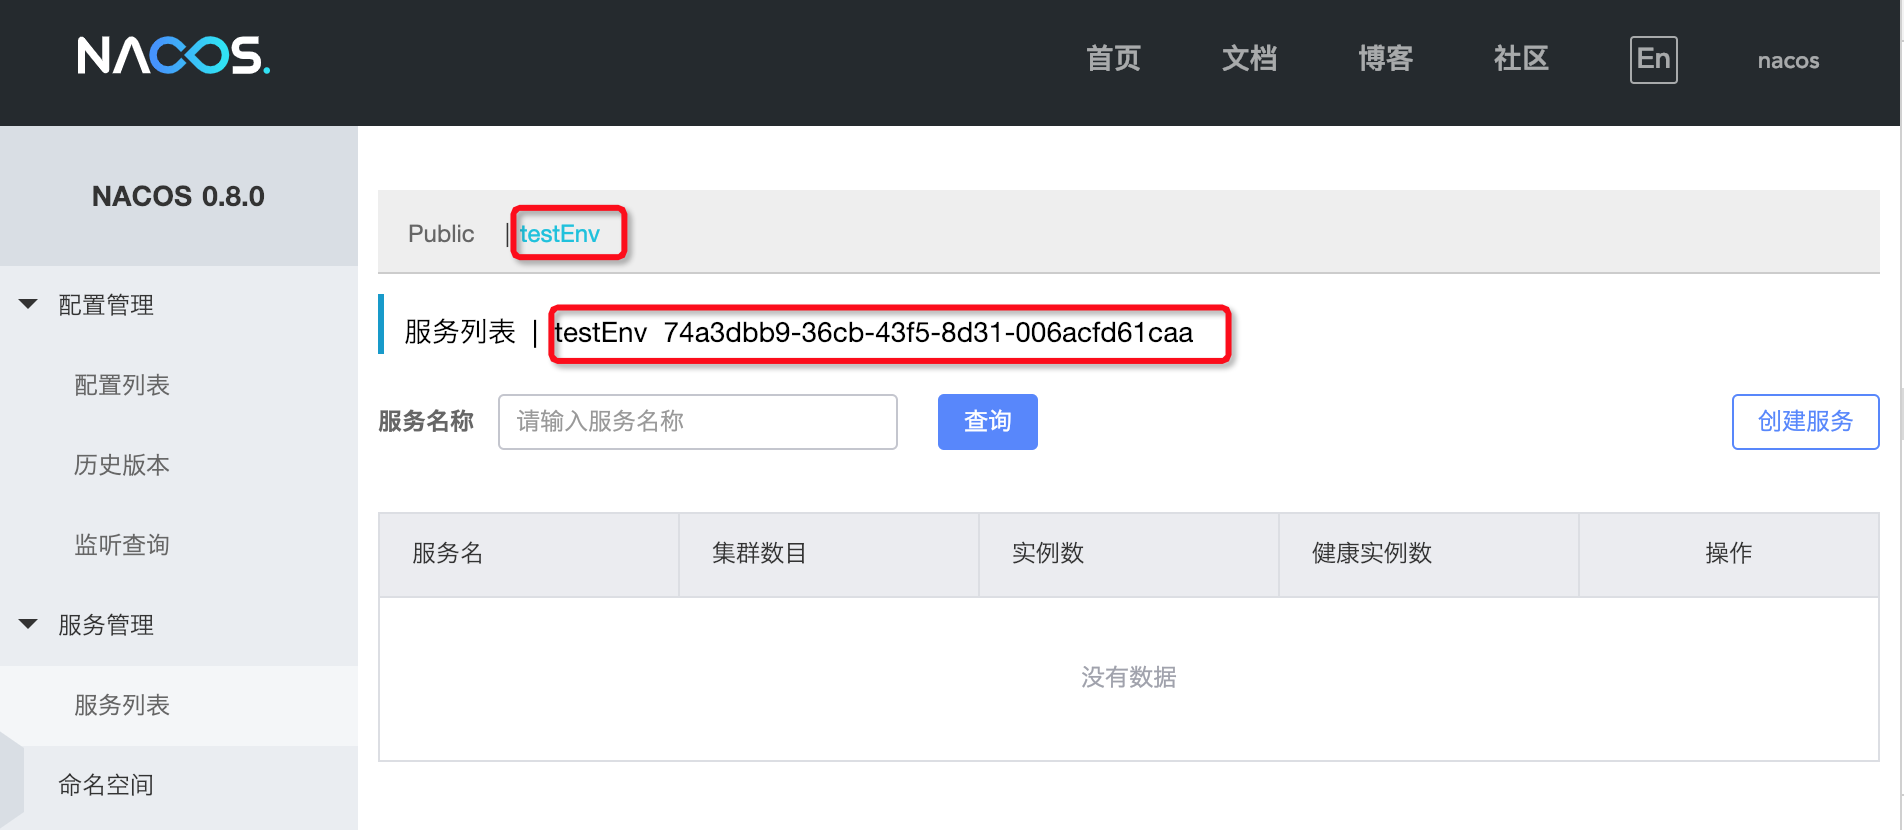 NACOS.
首页 文档 博客 社区 En nacos
NACOS 0.8.0
配置管理
配置列表
历史版本
监听查询
服务管理
服务列表
命名空间
Public | testEnv
服务列表 | testEnv 74a3dbb9-36cb-43f5-8d31-006acfd61caa
服务名称 请输入服务名称 查询 创建服务
服务名 集群数目 实例数 健康实例数 操作
没有数据